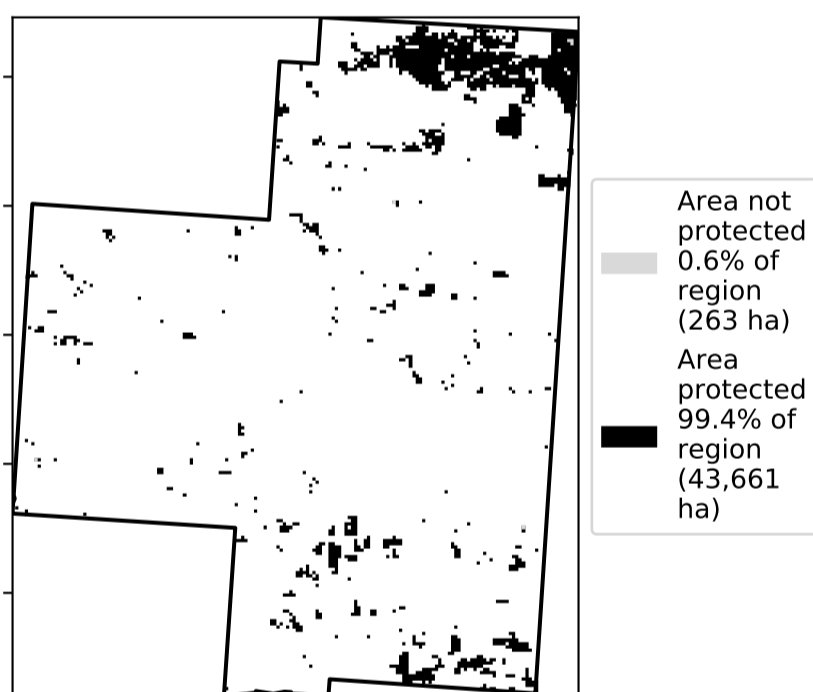 Area not
protected
0.6% of
region
(263 ha)
Area
protected
99.4% of
region
(43,661
ha)